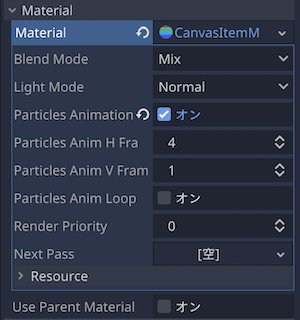 Material
Material CanvasItemM
Blend Mode Mix
Light Mode Normal
Particles Animation オン
Particles Anim H Fra 4
Particles Anim V Fram 1
Particles Anim Loop オン
Render Priority 0
Next Pass [空]
Resource
Use Parent Material オン